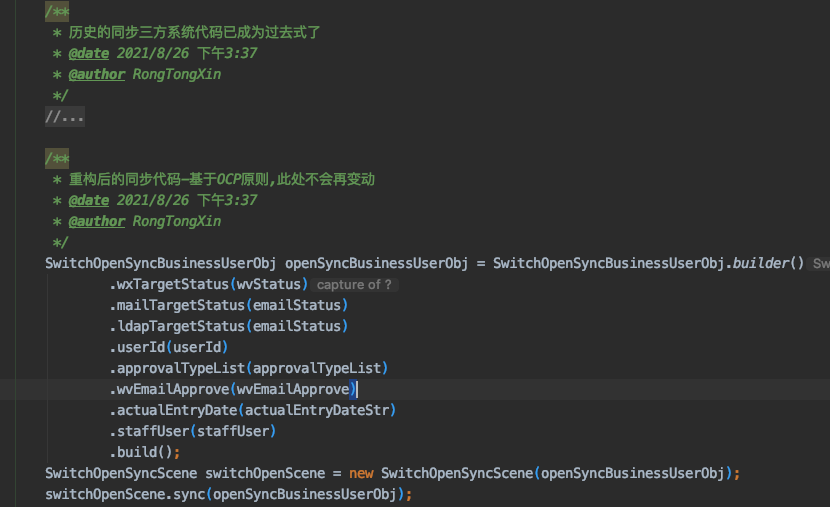 /**
* 历史的同步三方系统代码已成为过去式了
* @date 2021/8/26 下午3:37
* @author RongTongXin
*/
//...
/**
* 重构后的同步代码—基于OCP原则,此处不会再变动
* @date 2021/8/26 下午3:37
* @author RongTongXin
*/
SwitchOpenSyncBusinessUserObj openSyncBusinessUserObj = SwitchOpenSyncBusinessUserObj.builder() Sw
.wxTargetStatus(wvStatus) capture of ?
.mailTargetStatus(emailStatus)
.ldapTargetStatus(emailStatus)
.userId(userId)
.approvalTypeList(approvalTypeList)
.wvEmailApprove(wvEmailApprove)
.actualEntryDate(actualEntryDateStr)
.staffUser(staffUser)
.build();
SwitchOpenSyncScene switchOpenScene = new SwitchOpenSyncScene(openSyncBusinessUserObj);
switchOpenScene.sync(openSyncBusinessUserObj);